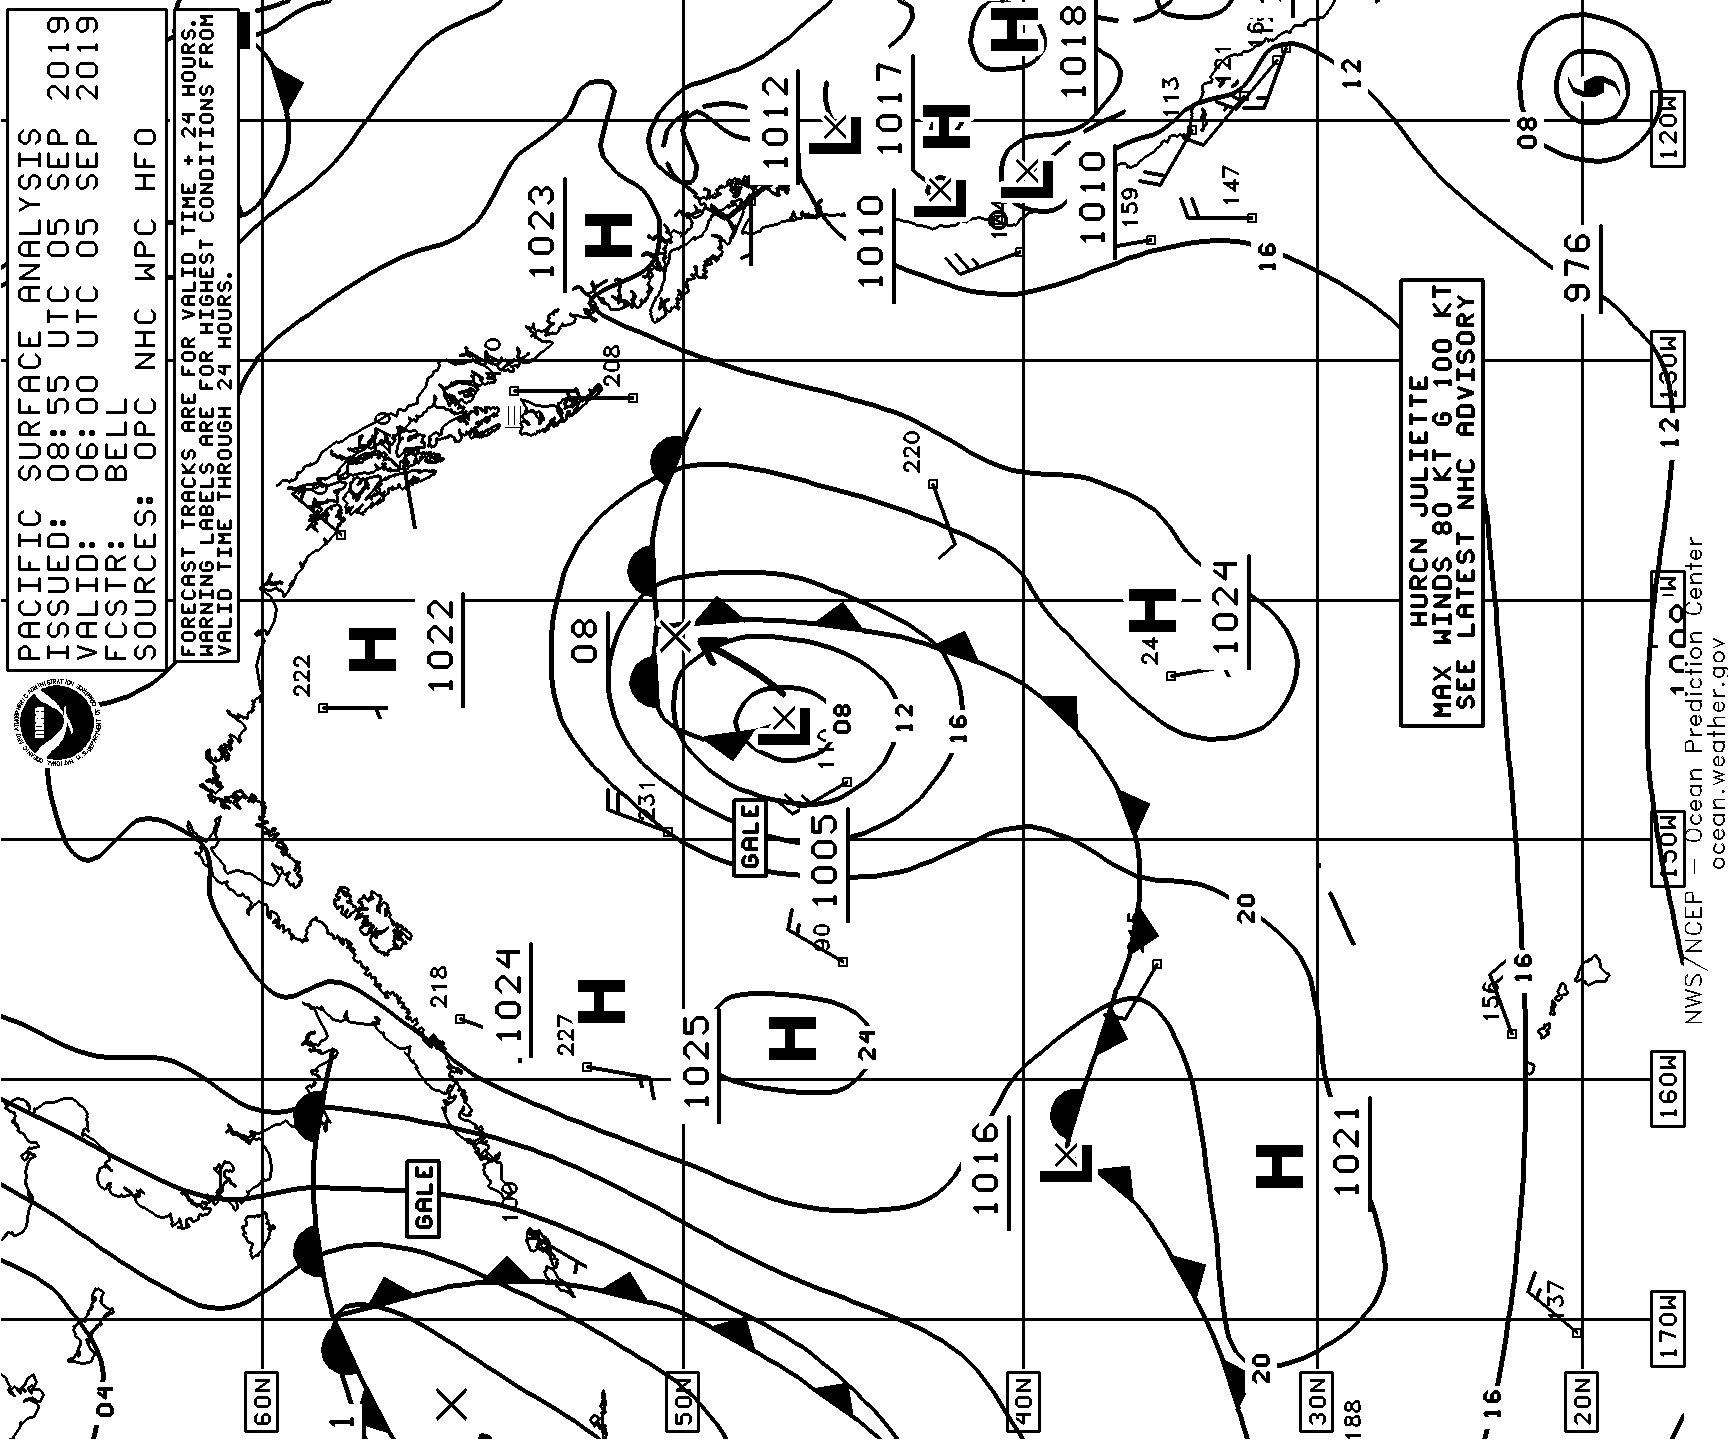 PACIFIC SURFACE ANALYSIS
ISSUED: 08:55 UTC 05 SEP 2019
VALID: 06:00 UTC 05 SEP 2019
FCSTR: BELL
SOURCES: OPC NHC WPC HFO
FORECAST TRACKS ARE FOR VALID TIME + 24 HOURS.
WARNING LABELS ARE FOR HIGHEST CONDITIONS FROM
VALID TIME THROUGH 24 HOURS.
NOAA
HURCN JULIETTE
MAX WINDS 80 KT G 100 KT
SEE LATEST NHC ADVISORY
GALE
GALE
H
1023
H
1022
H
1024
H
1025
H
1024
H
1021
H
1018
H
1017
L
1012
L
1010
L
1010
L
1005
L
1016
976
1008
08
08
08
04
12
12
12
16
16
16
16
20
20
24
222
208
220
231
218
227
24
90
147
159
113
121
156
137
188
60N
50N
40N
30N
20N
120W
130W
150W
160W
170W
NWS/NCEP – Ocean Prediction Center
ocean.weather.gov